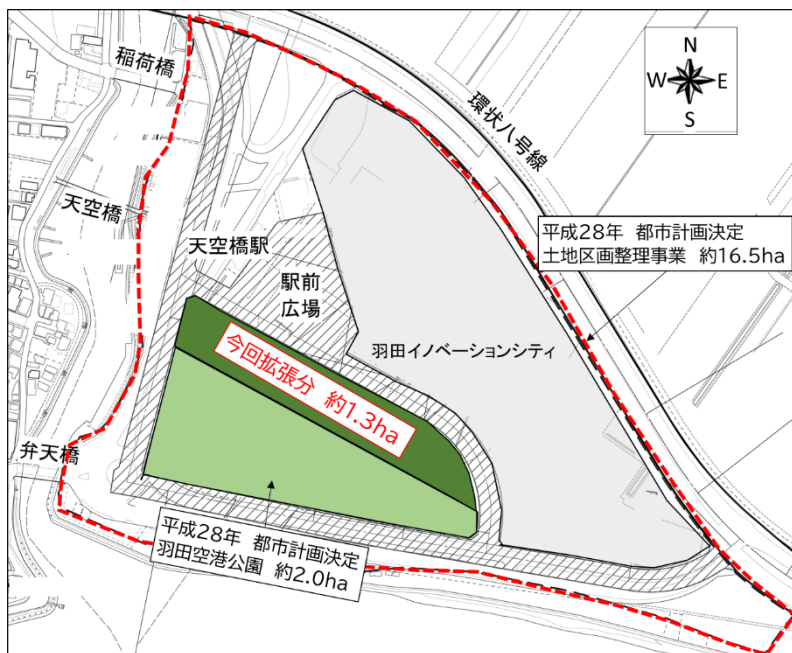 稲荷橋
N
W
E
S
環状八号線
天空橋
平成28年 都市計画決定
土地区画整理事業 約16.5ha
天空橋駅
駅前
広場
羽田イノベーションシティ
今回拡張分 約1.3ha
弁天橋
平成28年 都市計画決定
羽田空港公園 約2.0ha